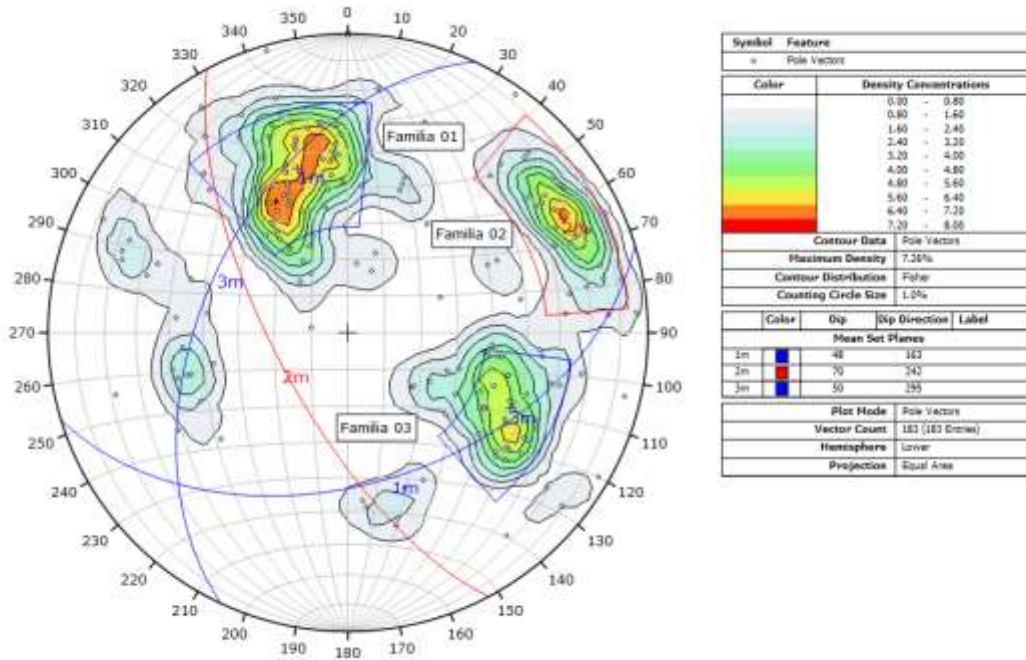 0
10
20
30
40
50
60
70
80
90
100
110
120
130
140
150
160
170
180
190
200
210
220
230
240
250
260
270
280
290
300
310
320
330
340
350
Familia 01
Familia 02
Familia 03
1m
3m
2m
3m
1m
Symbol Feature
Pole Vectors
Color Density Concentrations
0.00 - 0.80
0.80 - 1.60
1.60 - 2.40
2.40 - 3.20
3.20 - 4.00
4.00 - 4.80
4.80 - 5.60
5.60 - 6.40
6.40 - 7.20
7.20 - 8.00
Contour Data Pole Vectors
Maximum Density
Contour Distribution Fisher
Counting Circle Size 1.0%
Color Dip Dip Direction Label
Mean Set Planes
1m 48 163
2m 70 242
3m 50 295
Plot Mode Pole Vectors
Vector Count 183 (183 Entries)
Hemisphere Lower
Projection Equal Area